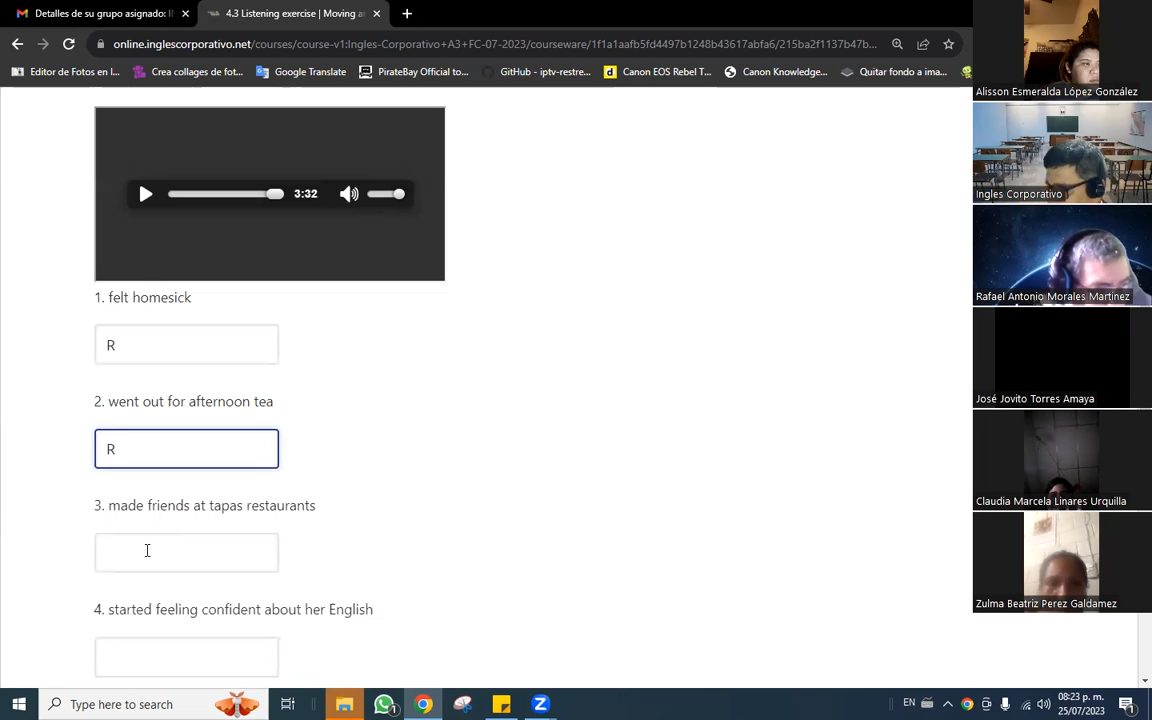 Detalles de su grupo asignado: I
4.3 Listening exercise | Moving a
online.inglescorporativo.net/courses/course-v1:Ingles-Corporativo+A3+FC-07-2023/courseware/1f1a1aafb5fd4497b1248b43617abfa6/215ba2f1137b47b...
Editor de Fotos en l...
Crea collages de fot...
Google Translate
PirateBay Official to...
GitHub - iptv-restre...
Canon EOS Rebel T...
Canon Knowledge...
Quitar fondo a ima...
3:32
1. felt homesick
R
2. went out for afternoon tea
R
3. made friends at tapas restaurants
4. started feeling confident about her English
Alisson Esmeralda López González
Ingles Corporativo
Rafael Antonio Morales Martinez
José Jovito Torres Amaya
Claudia Marcela Linares Urquilla
Zulma Beatriz Perez Galdamez
Type here to search
1
EN
08:23 p. m.
25/07/2023
1